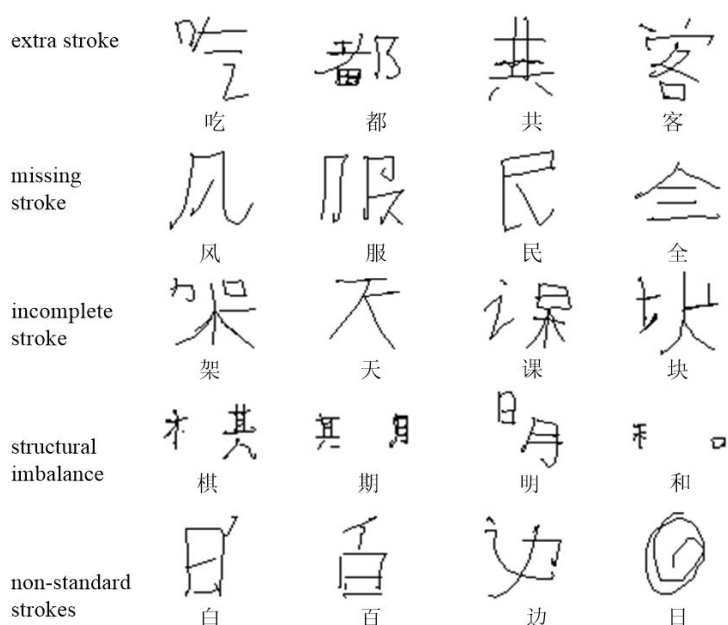 extra stroke
吃 都 共 客
missing
stroke
风 服 民 全
incomplete
stroke
架 天 课 块
structural
imbalance
棋 期 明 和
non-standard
strokes
白 百 边 日